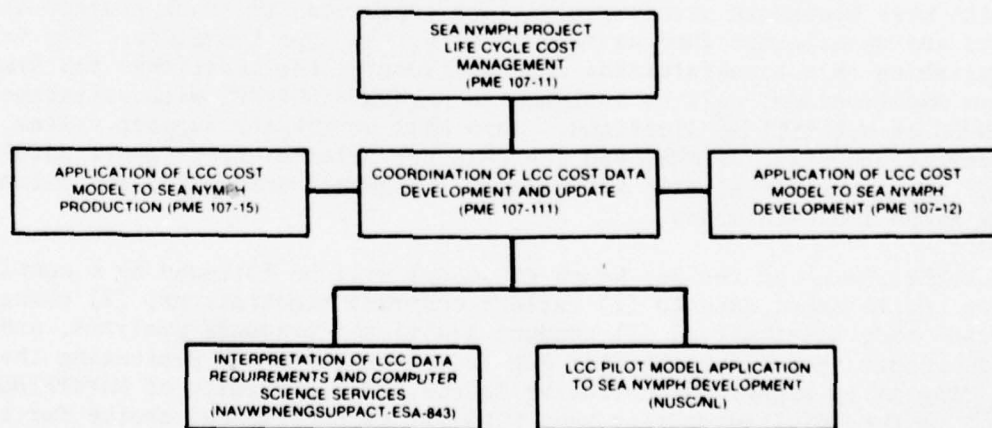 SEA NYMPH PROJECT
LIFE CYCLE COST
MANAGEMENT
(PME 107-11)
APPLICATION OF LCC COST
MODEL TO SEA NYMPH
PRODUCTION (PME 107-15)
COORDINATION OF LCC COST DATA
DEVELOPMENT AND UPDATE
(PME 107-111)
APPLICATION OF LCC COST
MODEL TO SEA NYMPH
DEVELOPMENT (PME 107-12)
INTERPRETATION OF LCC DATA
REQUIREMENTS AND COMPUTER
SCIENCE SERVICES
(NAVWPNENGSUPPACT-ESA-843)
LCC PILOT MODEL APPLICATION
TO SEA NYMPH DEVELOPMENT
(NUSC/NL)